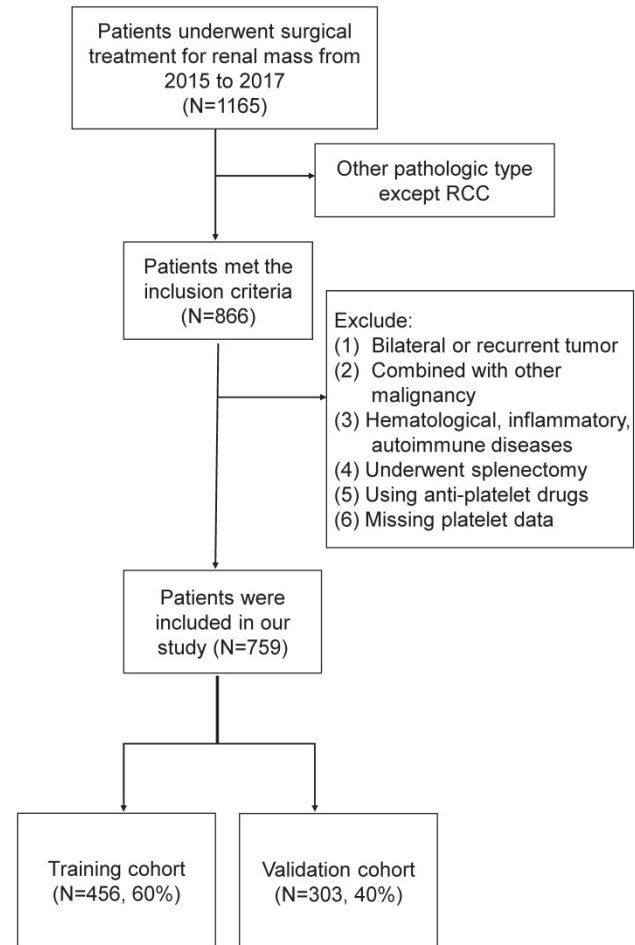 Patients underwent surgical
treatment for renal mass from
2015 to 2017
(N=1165)
Other pathologic type
except RCC
Patients met the
inclusion criteria
(N=866)
Exclude:
(1) Bilateral or recurrent tumor
(2) Combined with other
malignancy
(3) Hematological, inflammatory,
autoimmune diseases
(4) Underwent splenectomy
(5) Using anti-platelet drugs
(6) Missing platelet data
Patients were
included in our
study (N=759)
Training cohort
(N=456, 60%)
Validation cohort
(N=303, 40%)